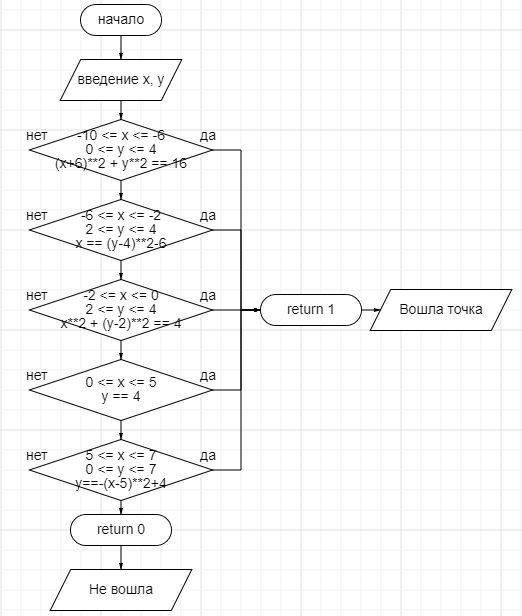 начало
введение x, y
нет
да
-10 <= x <= -6
0 <= y <= 4
(x+6)**2 + y**2 == 16
нет
да
-6 <= x <= -2
2 <= y <= 4
x == (y-4)**2-6
нет
да
-2 <= x <= 0
2 <= y <= 4
x**2 + (y-2)**2 == 4
return 1
Вошла точка
нет
да
0 <= x <= 5
y == 4
нет
да
5 <= x <= 7
0 <= y <= 7
y==-(x-5)**2+4
return 0
Не вошла